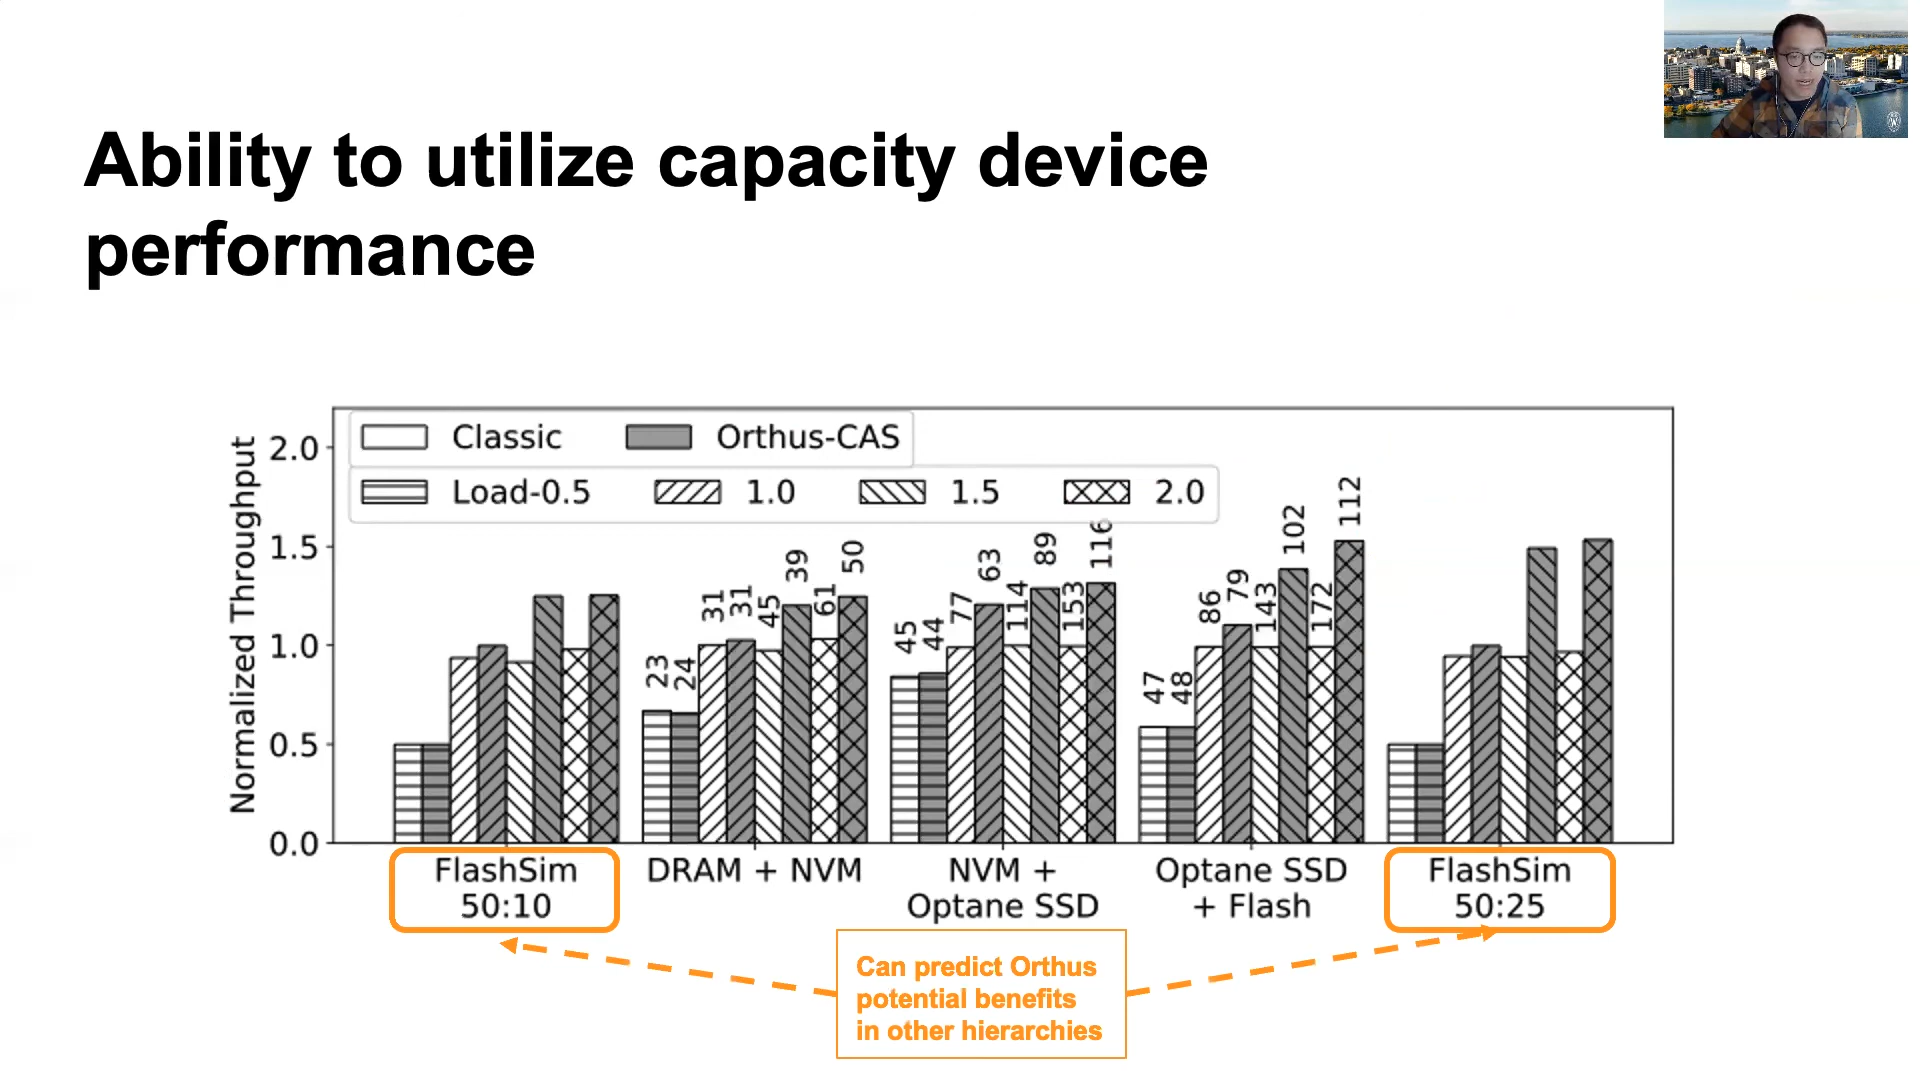 Ability to utilize capacity device
performance
Classic
Orthus-CAS
Load-0.5
1.0
1.5
2.0
Normalized Throughput
2.0
1.5
1.0
0.5
0.0
23
24
31
31
45
39
61
50
45
44
77
63
114
89
153
116
47
48
86
79
143
102
172
112
FlashSim
50:10
DRAM + NVM
NVM +
Optane SSD
Optane SSD
+ Flash
FlashSim
50:25
Can predict Orthus
potential benefits
in other hierarchies